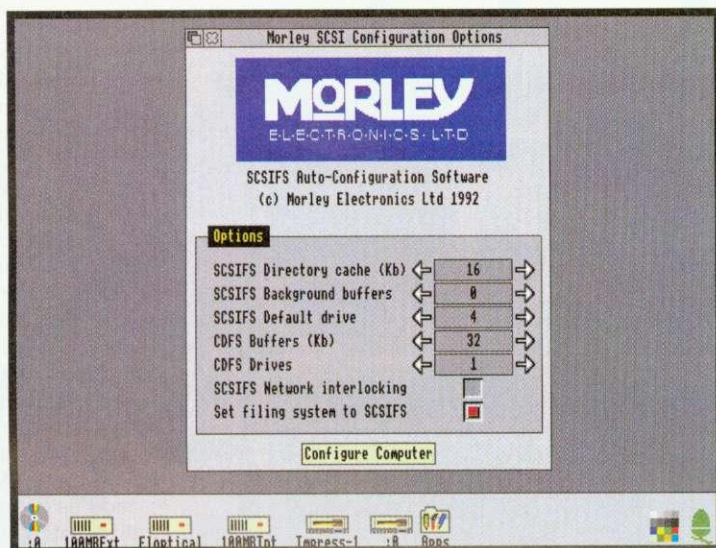 Morley SCSI Configuration Options
MORLEY
E·L·E·C·T·R·O·N·I·C·S· L·T·D
SCSIFS Auto-Configuration Software
(c) Morley Electronics Ltd 1992
Options
SCSIFS Directory cache (Kb) 16
SCSIFS Background buffers 0
SCSIFS Default drive 4
CDFS Buffers (Kb) 32
CDFS Drives 1
SCSIFS Network interlocking
Set filing system to SCSIFS
Configure Computer
:0 100MBExt Floptical 100MBInt Impress-1 :0 Apps